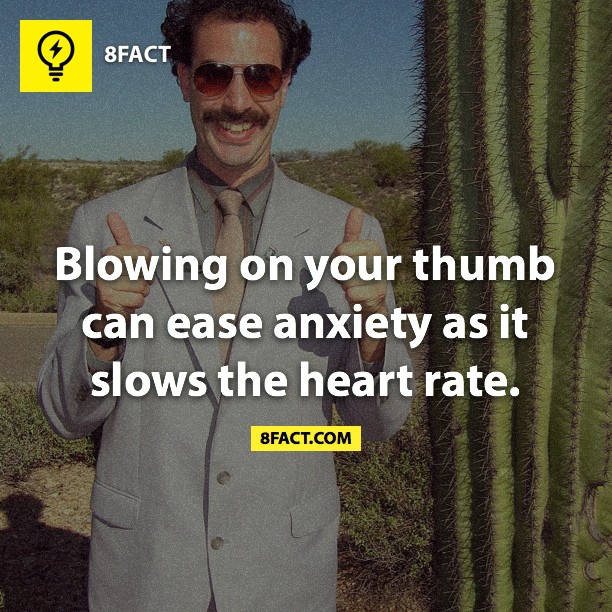 8FACT
Blowing on your thumb
can ease anxiety as it
slows the heart rate.
8FACT.COM